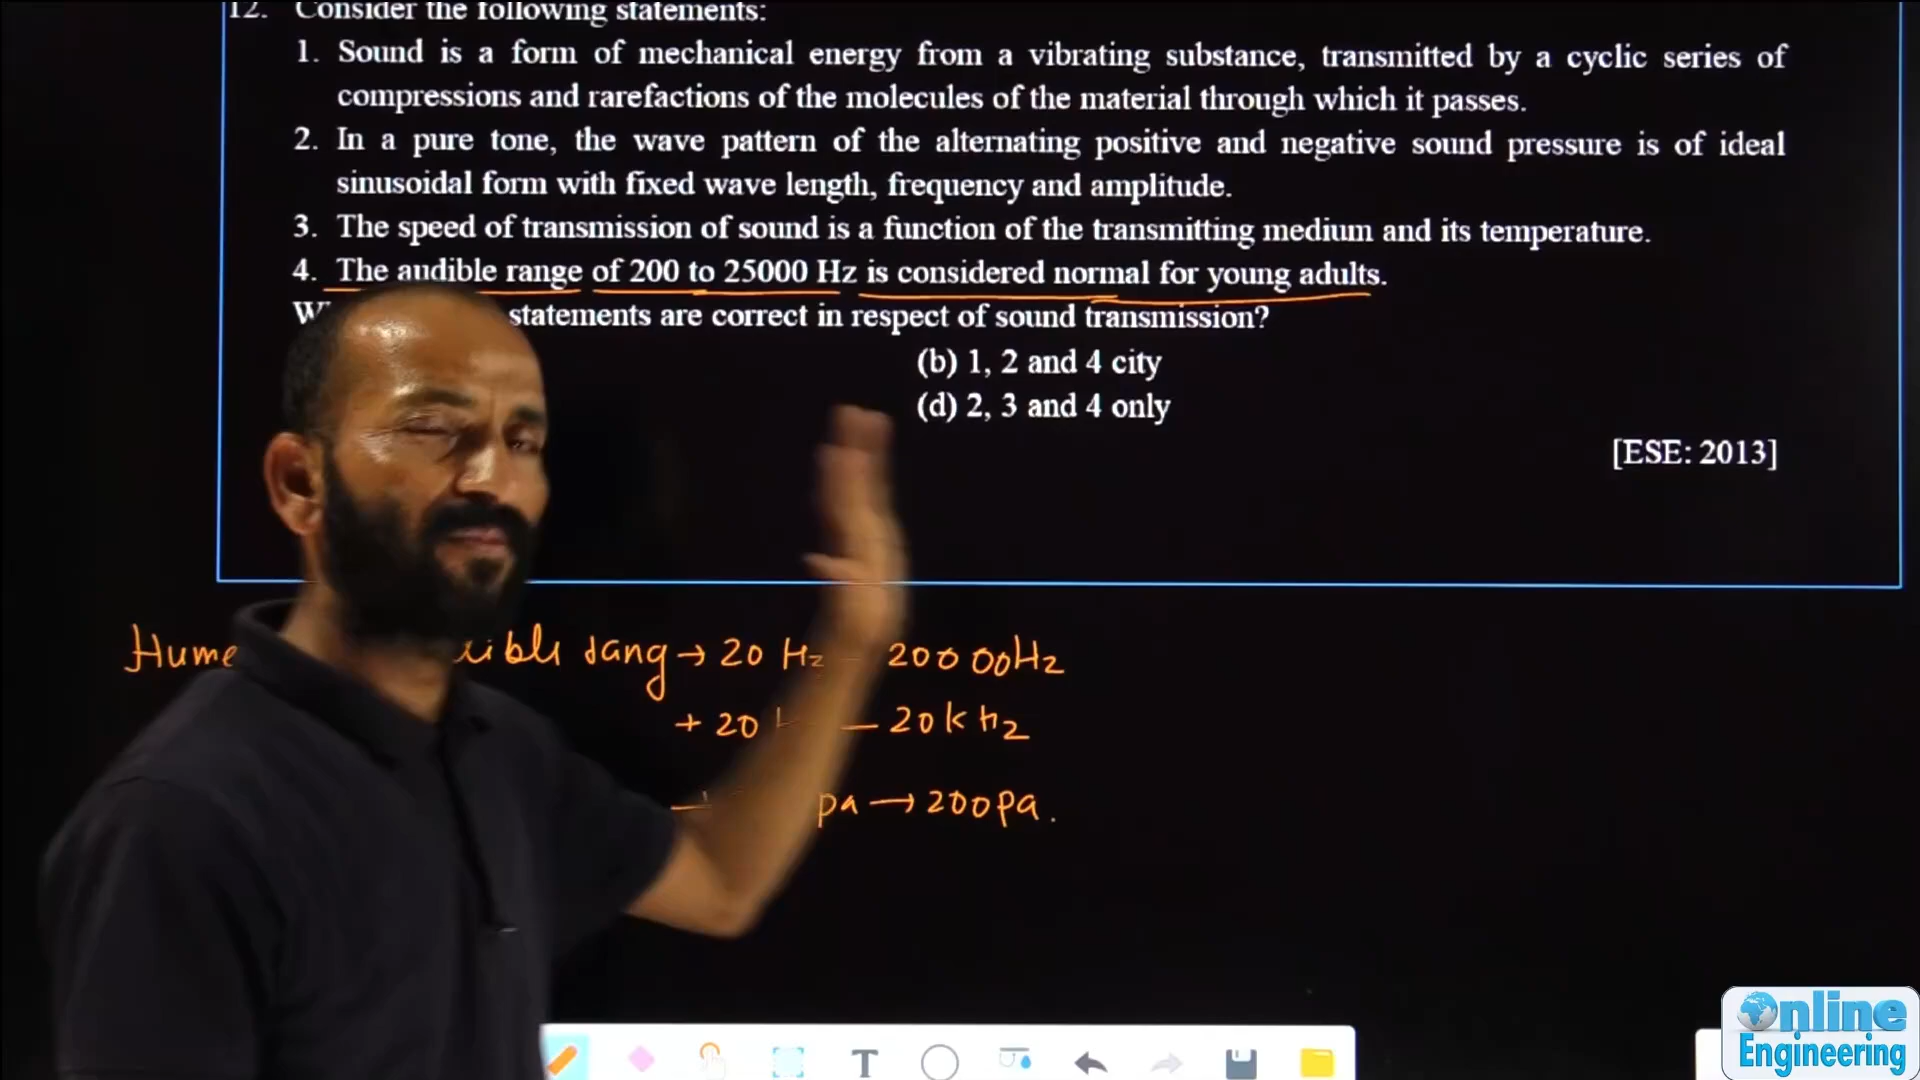 12. Consider the following statements:
1. Sound is a form of mechanical energy from a vibrating substance, transmitted by a cyclic series of
compressions and rarefactions of the molecules of the material through which it passes.
2. In a pure tone, the wave pattern of the alternating positive and negative sound pressure is of ideal
sinusoidal form with fixed wave length, frequency and amplitude.
3. The speed of transmission of sound is a function of the transmitting medium and its temperature.
4. The audible range of 200 to 25000 Hz is considered normal for young adults.
statements are correct in respect of sound transmission?
(b) 1, 2 and 4 city
(d) 2, 3 and 4 only
[ESE: 2013]
→ 20 Hz - 20000Hz
+ 20 — 20k hz
pa → 200pa.
T
Online
Engineering